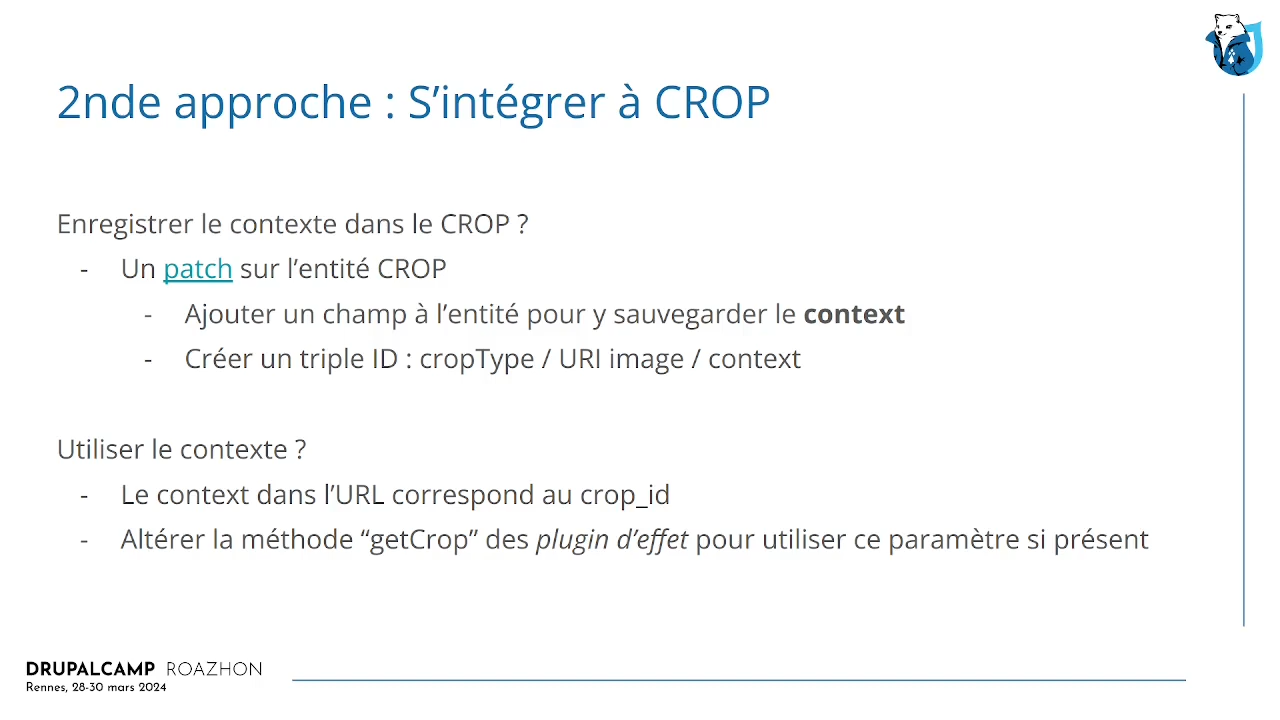 2nde approche : S’intégrer à CROP
Enregistrer le contexte dans le CROP ?
- Un patch sur l’entité CROP
- Ajouter un champ à l’entité pour y sauvegarder le context
- Créer un triple ID : cropType / URI image / context
Utiliser le contexte ?
- Le context dans l’URL correspond au crop_id
- Altérer la méthode “getCrop” des plugin d’effet pour utiliser ce paramètre si présent
DRUPALCAMP ROAZHON
Rennes, 28-30 mars 2024